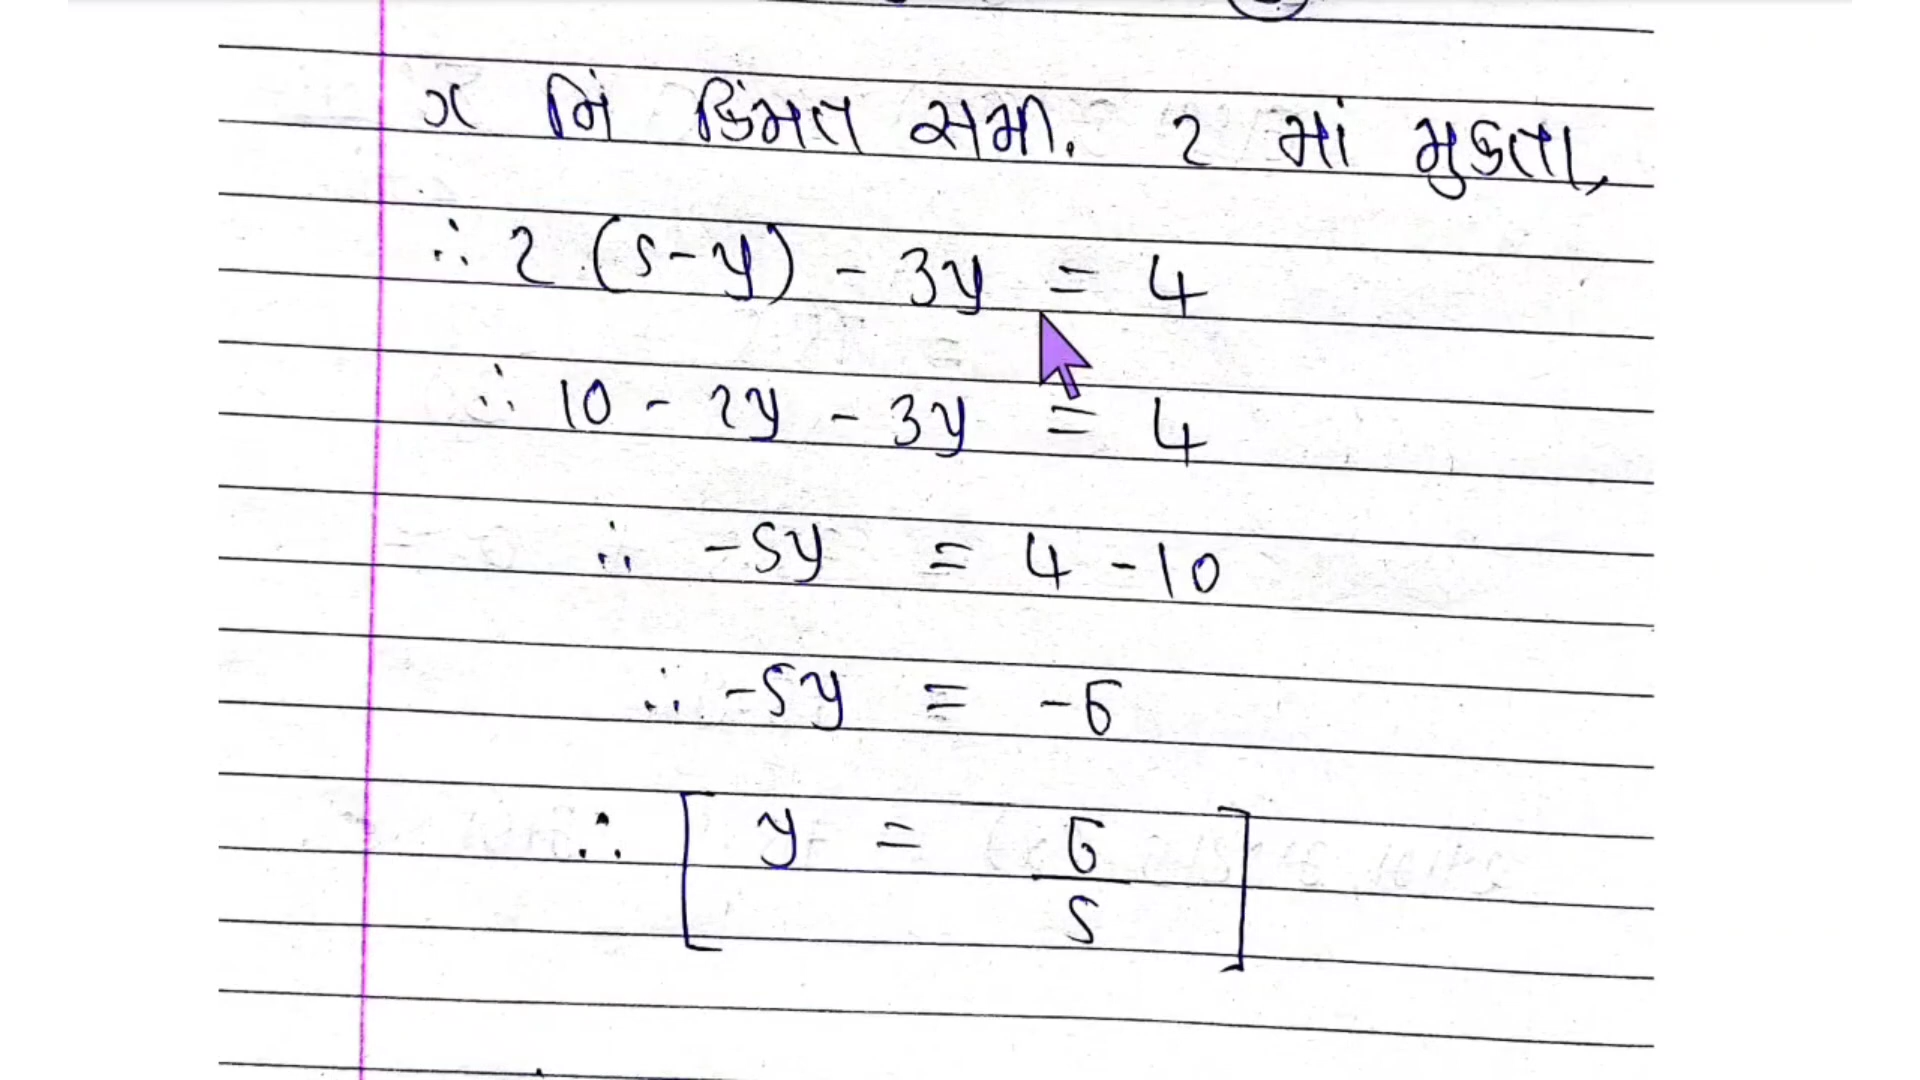 x નિ કિંમત સમી. 2 માં મુકતા,
∴ 2 (5-y) - 3y = 4
∴ 10 - 2y - 3y = 4
∴ -5y = 4 - 10
∴ -5y = -6
∴ [ y = 6/5 ]